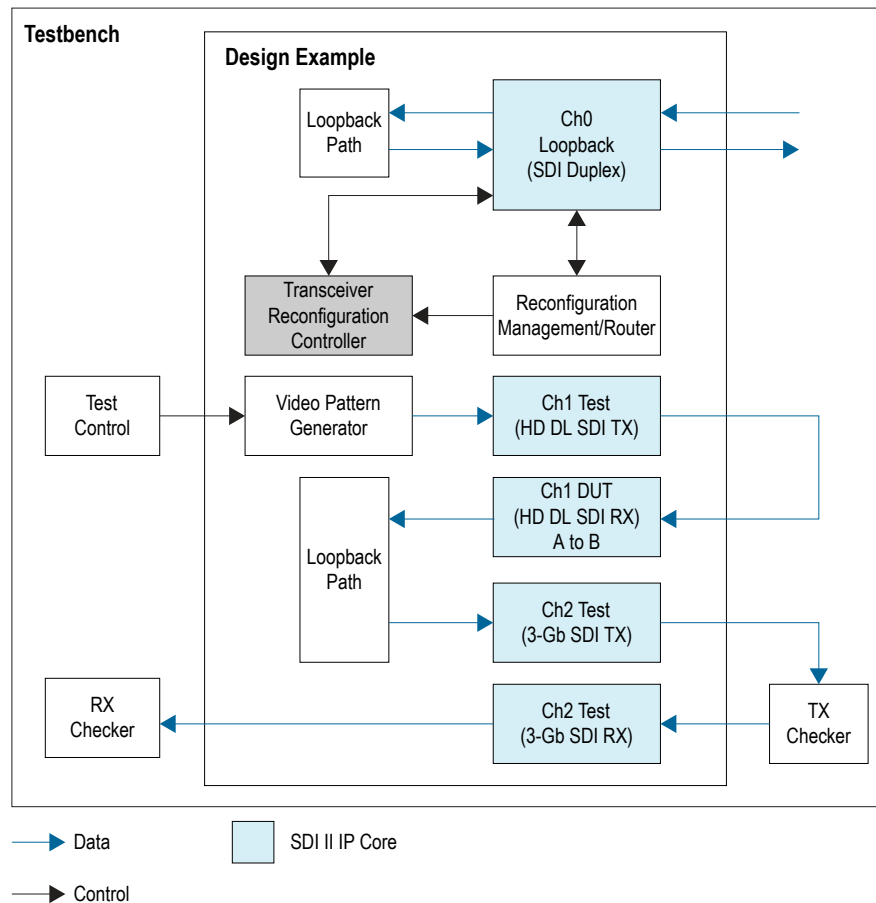 Testbench
Design Example
Loopback
Path
Ch0
Loopback
(SDI Duplex)
Transceiver
Reconfiguration
Controller
Reconfiguration
Management/Router
Test
Control
Video Pattern
Generator
Ch1 Test
(HD DL SDI TX)
Loopback
Path
Ch1 DUT
(HD DL SDI RX)
A to B
Ch2 Test
(3-Gb SDI TX)
RX
Checker
Ch2 Test
(3-Gb SDI RX)
TX
Checker
Data
SDI II IP Core
Control